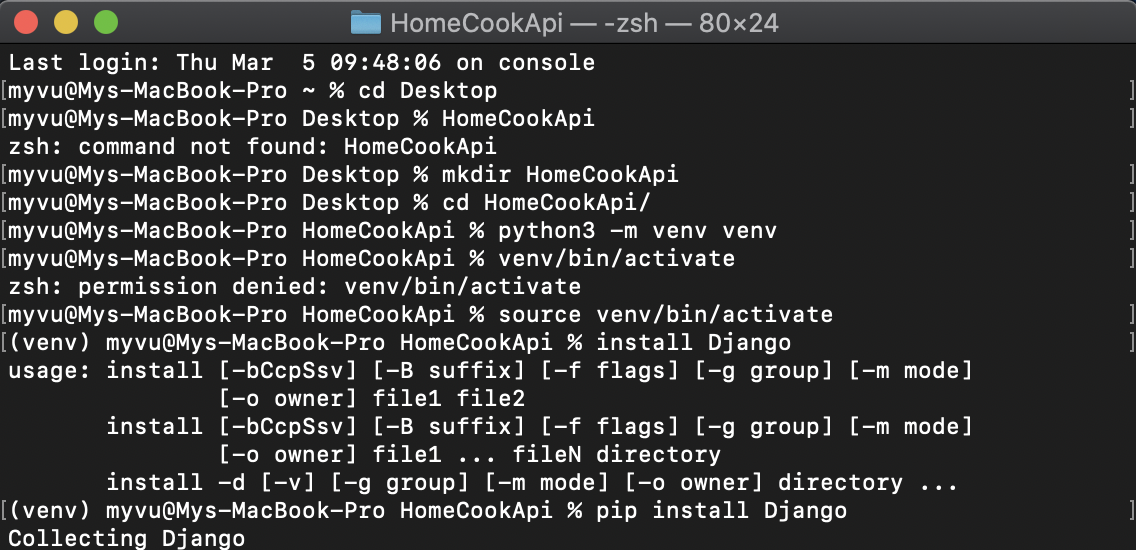 HomeCookApi — -zsh — 80×24
Last login: Thu Mar  5 09:48:06 on console
[myvu@Mys-MacBook-Pro ~ % cd Desktop ]
[myvu@Mys-MacBook-Pro Desktop % HomeCookApi ]
zsh: command not found: HomeCookApi
[myvu@Mys-MacBook-Pro Desktop % mkdir HomeCookApi ]
[myvu@Mys-MacBook-Pro Desktop % cd HomeCookApi/ ]
[myvu@Mys-MacBook-Pro HomeCookApi % python3 -m venv venv ]
[myvu@Mys-MacBook-Pro HomeCookApi % venv/bin/activate ]
zsh: permission denied: venv/bin/activate
[myvu@Mys-MacBook-Pro HomeCookApi % source venv/bin/activate ]
[(venv) myvu@Mys-MacBook-Pro HomeCookApi % install Django ]
usage: install [-bCcpSsv] [-B suffix] [-f flags] [-g group] [-m mode]
               [-o owner] file1 file2
       install [-bCcpSsv] [-B suffix] [-f flags] [-g group] [-m mode]
               [-o owner] file1 ... fileN directory
       install -d [-v] [-g group] [-m mode] [-o owner] directory ...
[(venv) myvu@Mys-MacBook-Pro HomeCookApi % pip install Django ]
Collecting Django